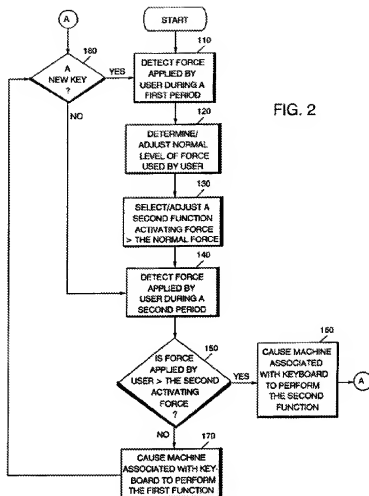 A
START
180
A
NEW KEY
?
YES
NO
110
DETECT FORCE
APPLIED BY
USER DURING A
FIRST PERIOD
FIG. 2
120
DETERMINE/
ADJUST NORMAL
LEVEL OF FORCE
USED BY USER
130
SELECT/ADJUST A
SECOND FUNCTION
ACTIVATING FORCE
> THE NORMAL FORCE
140
DETECT FORCE
APPLIED BY
USER DURING A
SECOND PERIOD
150
IS FORCE
APPLIED BY
USER > THE SECOND
ACTIVATING
FORCE
?
YES
NO
160
CAUSE MACHINE
ASSOCIATED
WITH KEYBOARD
TO PERFORM
THE SECOND
FUNCTION
A
170
CAUSE MACHINE
ASSOCIATED WITH KEY-
BOARD TO PERFORM
THE FIRST FUNCTION